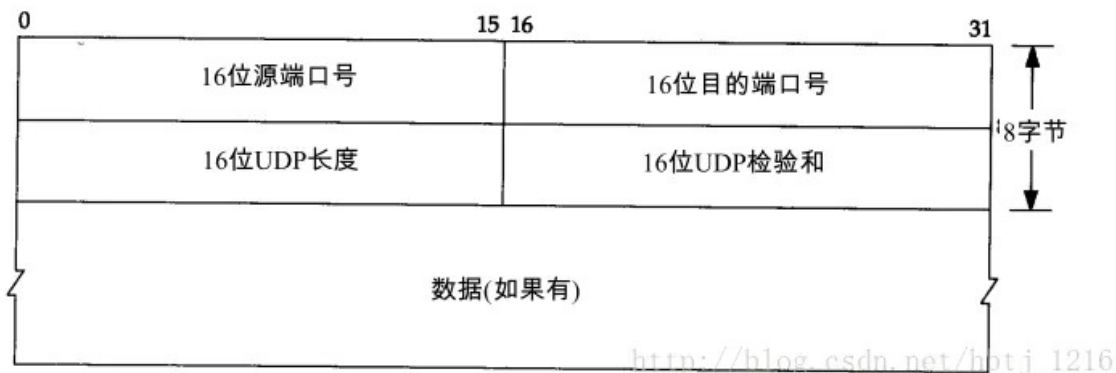 0 15 16 31
16位源端口号 16位目的端口号
8字节
16位UDP长度 16位UDP检验和
数据(如果有)
http://blog.csdn.net/hptj_1216